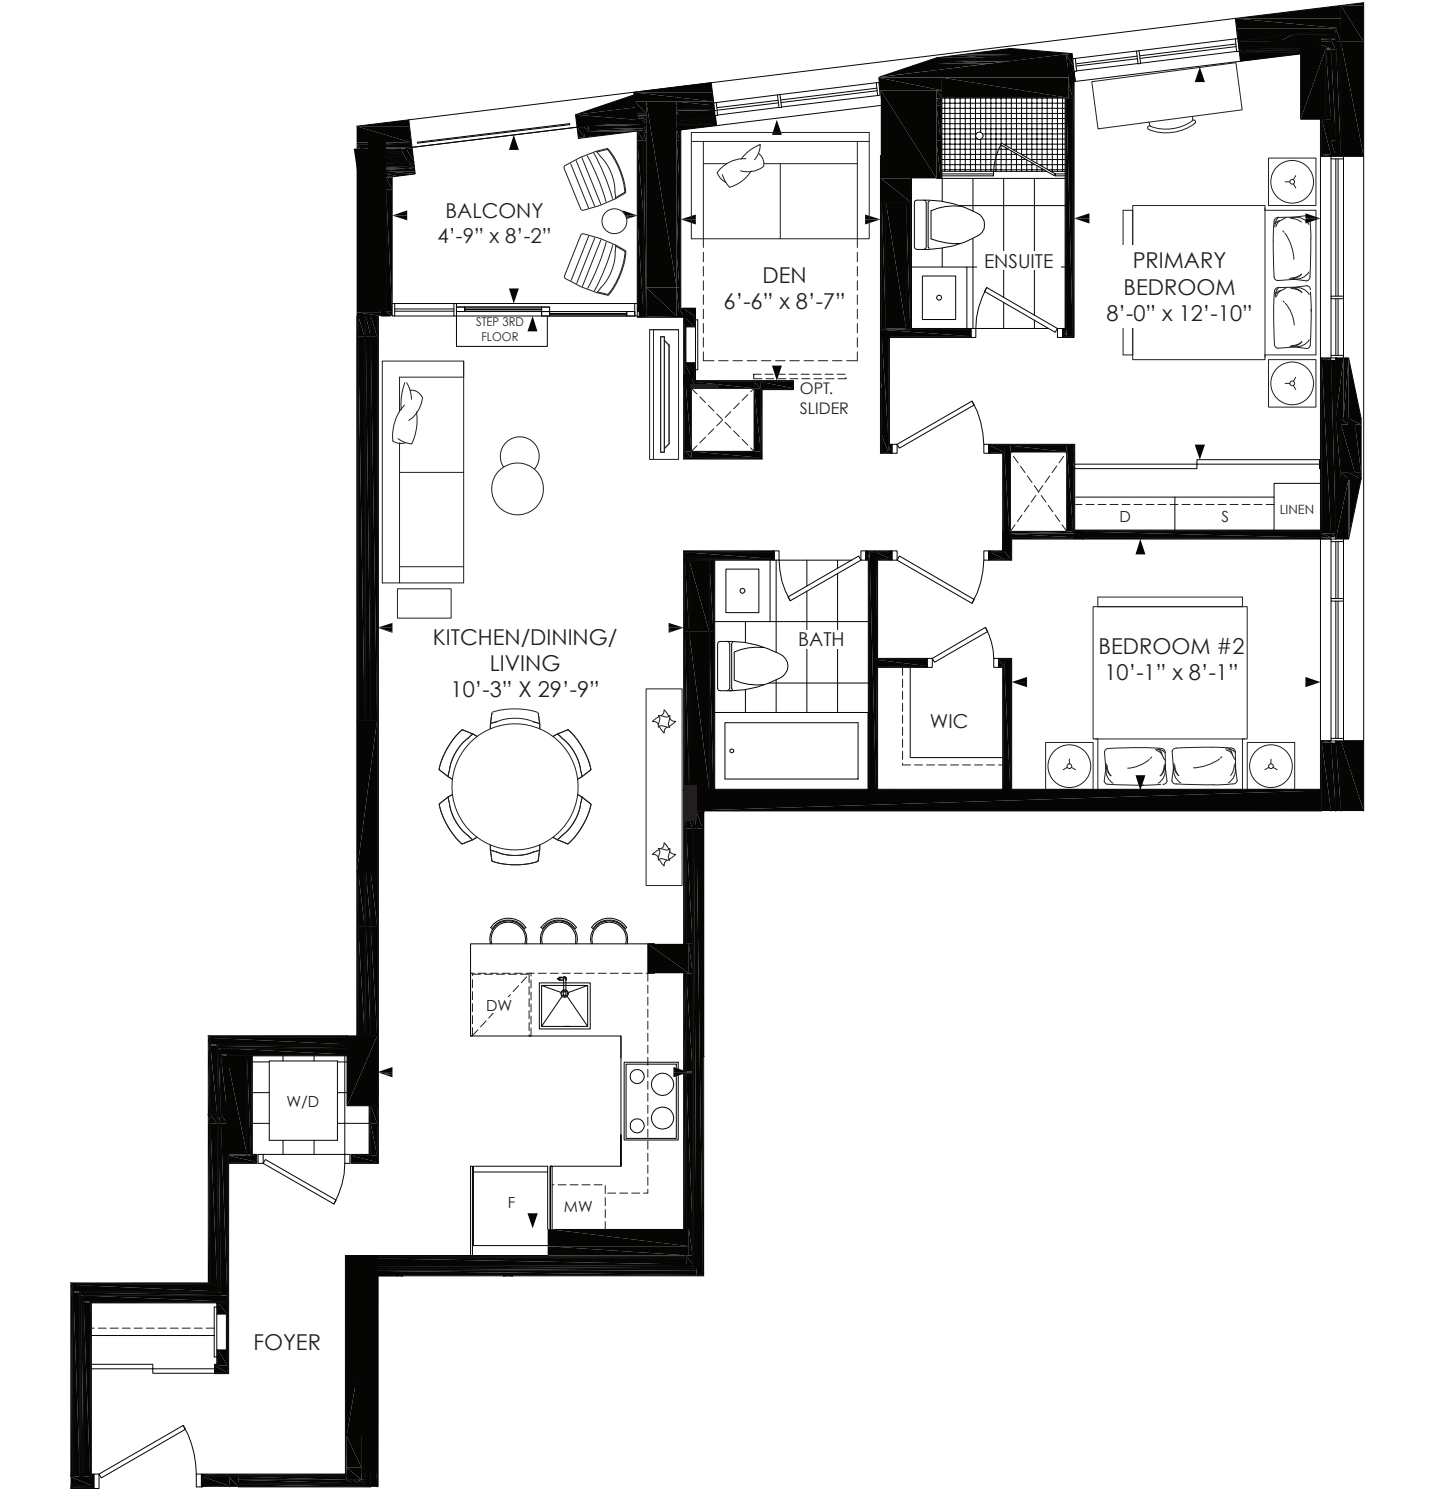 BALCONY
4’-9” x 8’-2”
STEP 3RD
FLOOR
DEN
6’-6” x 8’-7”
OPT.
SLIDER
ENSUITE
PRIMARY
BEDROOM
8’-0” x 12’-10”
D
S
LINEN
KITCHEN/DINING/
LIVING
10’-3” X 29’-9”
BATH
WIC
BEDROOM #2
10’-1” x 8’-1”
DW
W/D
F
MW
FOYER